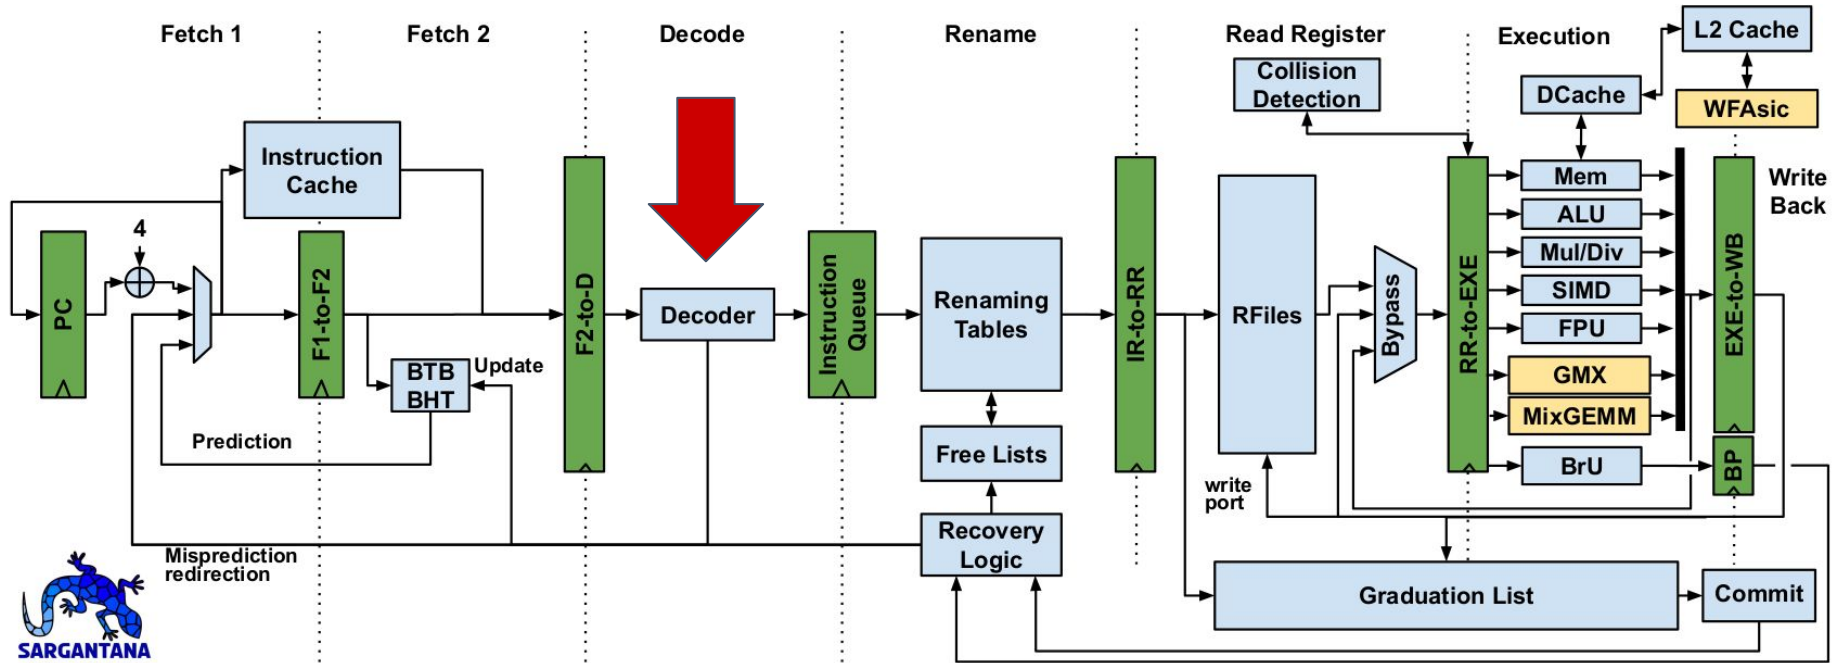 Fetch 1
Fetch 2
Decode
Rename
Read Register
Execution
L2 Cache
Collision
Detection
DCache
WFAsic
Instruction
Cache
Mem
Write
Back
ALU
4
Mul/Div
PC
F1-to-F2
F2-to-D
Decoder
Instruction
Queue
Renaming
Tables
IR-to-RR
RFiles
Bypass
RR-to-EXE
SIMD
FPU
EXE-to-WB
BTB
BHT
Update
GMX
MixGEMM
Prediction
Free Lists
write
port
BrU
BP
Recovery
Logic
Misprediction
redirection
Graduation List
Commit
SARGANTANA